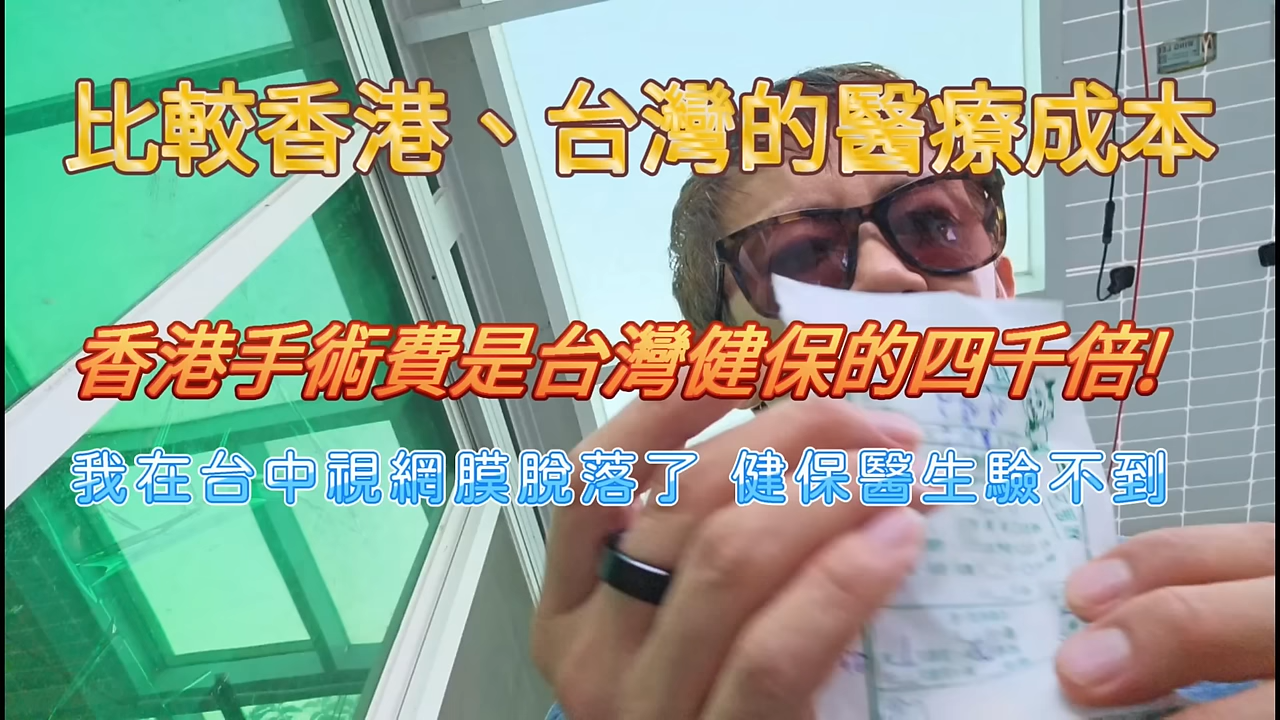 比較香港、台灣的醫療成本
香港手術費是台灣健保的四千倍!
我在台中視網膜脫落了 健保醫生驗不到